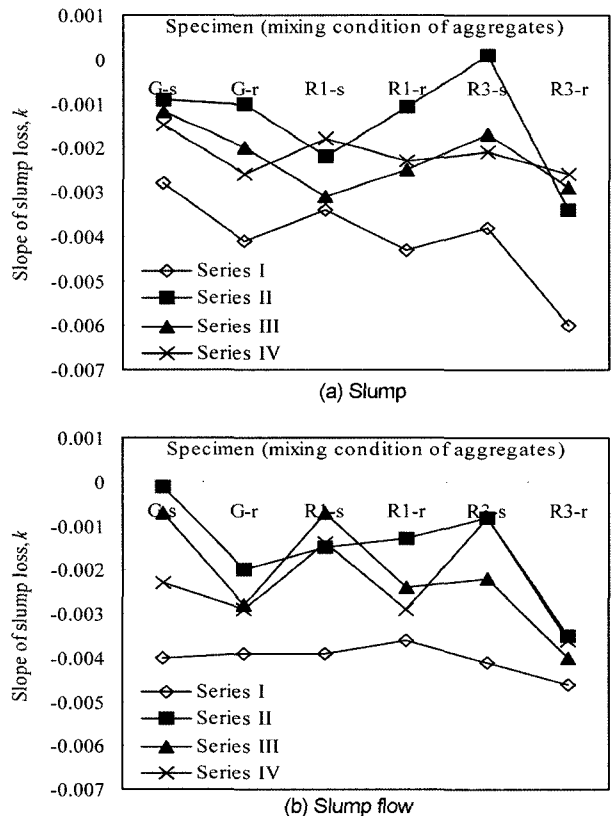 0.001
Specimen (mixing condition of aggregates)
0
G-s G-r R1-s R1-r R3-s R3-r
-0.001
-0.002
-0.003
-0.004
-0.005
-0.006
-0.007
Slope of slump loss, k
Series I
Series II
Series III
Series IV
(a) Slump
0.001
Specimen (mixing condition of aggregates)
0
G-s G-r R1-s R1-r R3-s R3-r
-0.001
-0.002
-0.003
-0.004
-0.005
-0.006
-0.007
Slope of slump loss, k
Series I
Series II
Series III
Series IV
(b) Slump flow